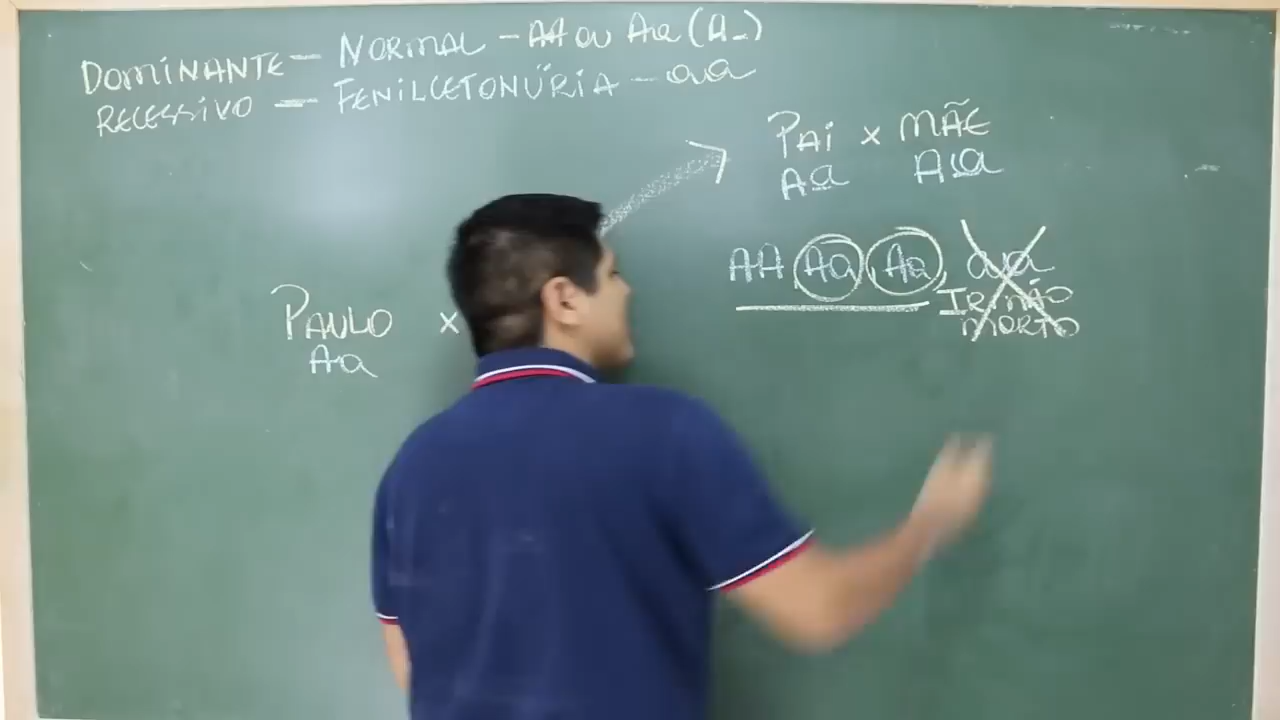 DOMINANTE — NORMAL — AA OU Aa (A_)
RECESSIVO — FENILCETONÚRIA — aa
PAI x MÃE
Aa Aa
AA Aa Aa aa
IRMÃO
MORTO
PAULO x
Aa